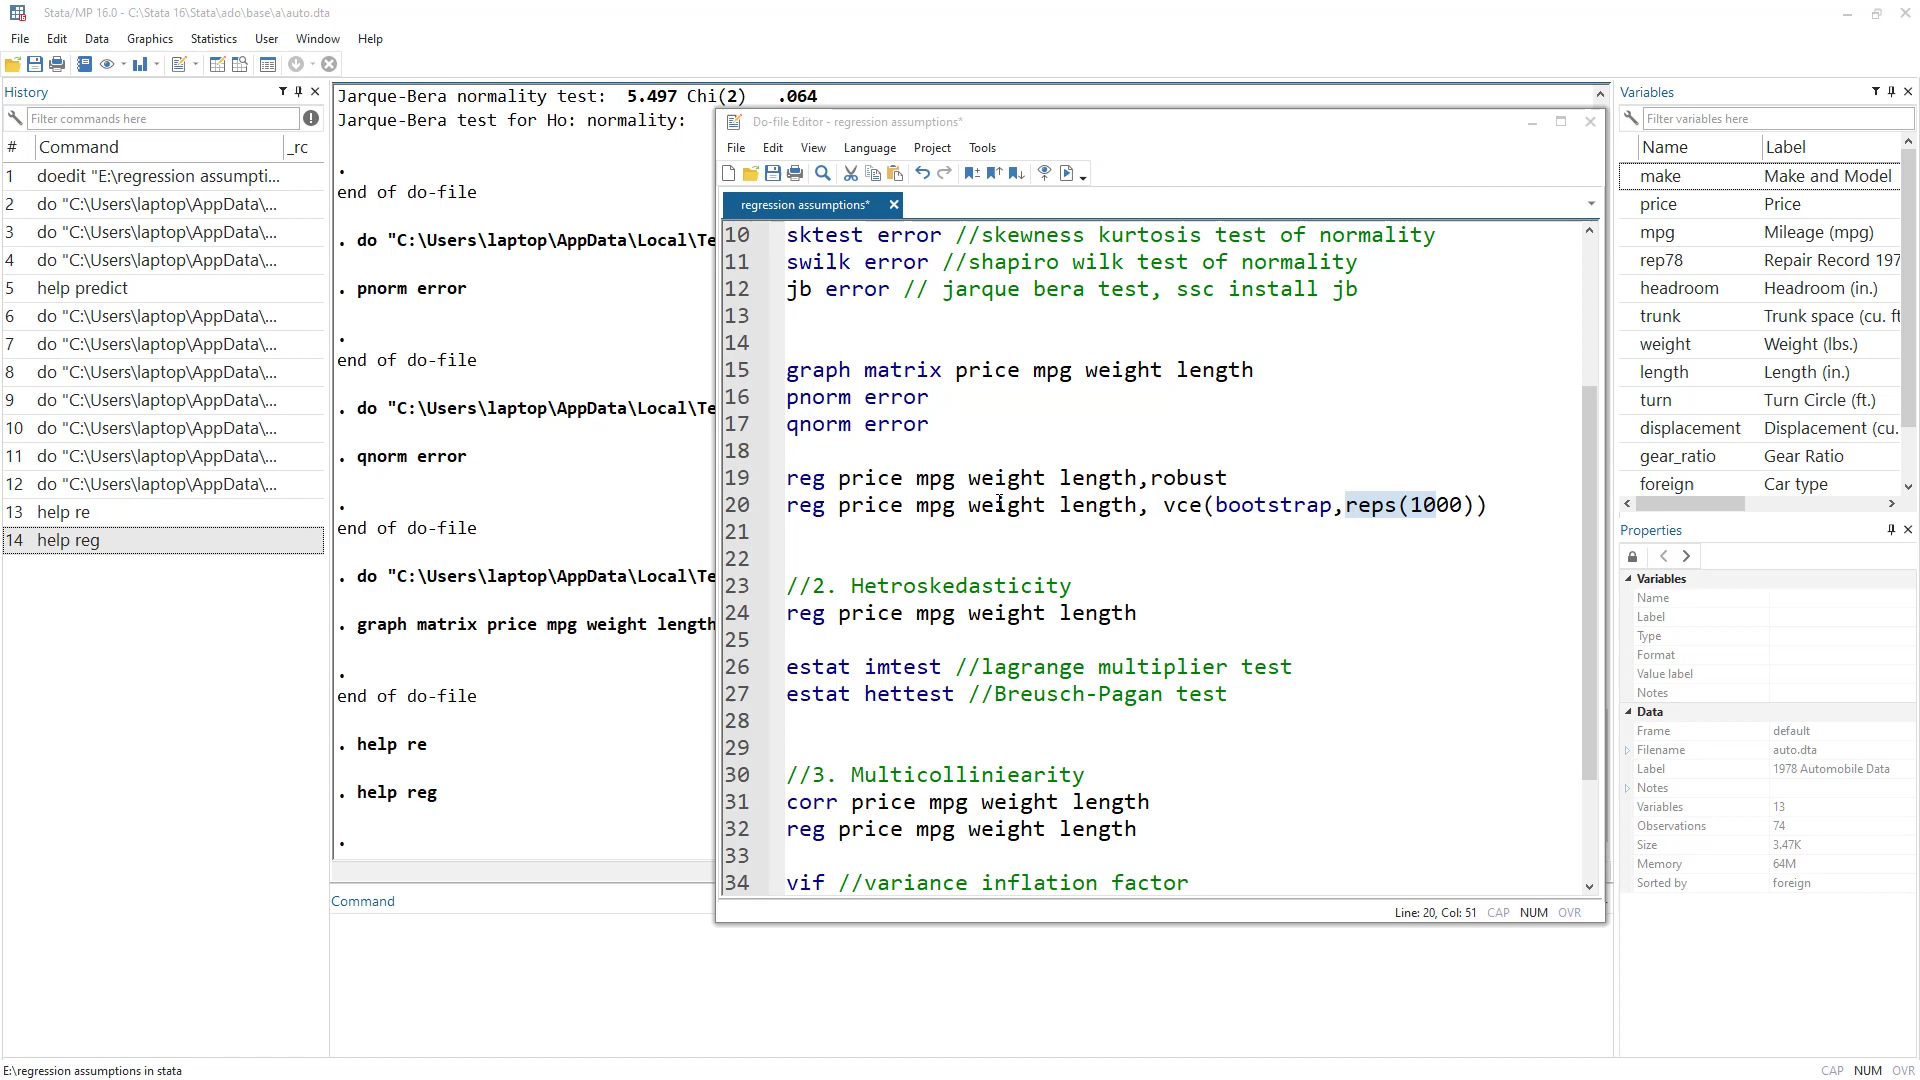 Stata/MP 16.0 - C:\Stata 16\Stata\ado\base\a\auto.dta
File Edit Data Graphics Statistics User Window Help
History
Filter commands here
# Command _rc
1 doedit "E:\regression assumpti...
2 do "C:\Users\laptop\AppData\...
3 do "C:\Users\laptop\AppData\...
4 do "C:\Users\laptop\AppData\...
5 help predict
6 do "C:\Users\laptop\AppData\...
7 do "C:\Users\laptop\AppData\...
8 do "C:\Users\laptop\AppData\...
9 do "C:\Users\laptop\AppData\...
10 do "C:\Users\laptop\AppData\...
11 do "C:\Users\laptop\AppData\...
12 do "C:\Users\laptop\AppData\...
13 help re
14 help reg
Jarque-Bera normality test: 5.497 Chi(2) .064
Jarque-Bera test for Ho: normality:
.
end of do-file
. do "C:\Users\laptop\AppData\Local\Te
. pnorm error
.
end of do-file
. do "C:\Users\laptop\AppData\Local\Te
. qnorm error
.
end of do-file
. do "C:\Users\laptop\AppData\Local\Te
. graph matrix price mpg weight length
.
end of do-file
. help re
. help reg
.
Command
Do-file Editor - regression assumptions*
File Edit View Language Project Tools
regression assumptions*
10 sktest error //skewness kurtosis test of normality
11 swilk error //shapiro wilk test of normality
12 jb error // jarque bera test, ssc install jb
13
14
15 graph matrix price mpg weight length
16 pnorm error
17 qnorm error
18
19 reg price mpg weight length,robust
20 reg price mpg weight length, vce(bootstrap,reps(1000))
21
22
23 //2. Hetroskedasticity
24 reg price mpg weight length
25
26 estat imtest //lagrange multiplier test
27 estat hettest //Breusch-Pagan test
28
29
30 //3. Multicolliniearity
31 corr price mpg weight length
32 reg price mpg weight length
33
34 vif //variance inflation factor
Line: 20, Col: 51 CAP NUM OVR
Variables
Filter variables here
Name Label
make Make and Model
price Price
mpg Mileage (mpg)
rep78 Repair Record 197
headroom Headroom (in.)
trunk Trunk space (cu. ft
weight Weight (lbs.)
length Length (in.)
turn Turn Circle (ft.)
displacement Displacement (cu.
gear_ratio Gear Ratio
foreign Car type
Properties
Variables
Name
Label
Type
Format
Value label
Notes
Data
Frame default
Filename auto.dta
Label 1978 Automobile Data
Notes
Variables 13
Observations 74
Size 3.47K
Memory 64M
Sorted by foreign
E:\regression assumptions in stata
CAP NUM OVR